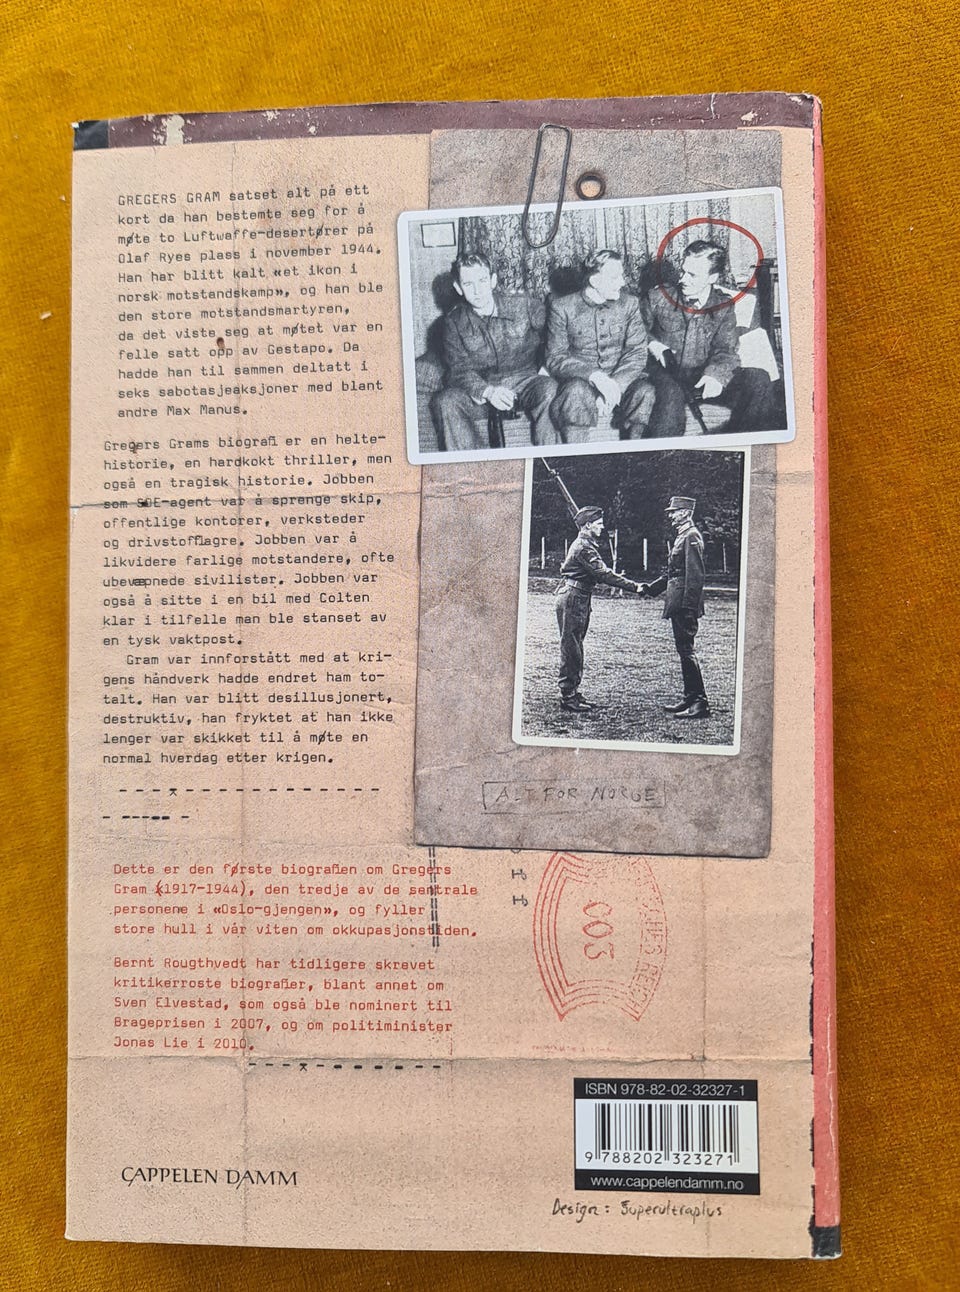 GREGERS GRAM satset alt på ett
kort da han bestemte seg for å
møte to Luftwaffe-desertører på
Olaf Ryes plass i november 1944.
Han har blitt kalt «et ikon i
norsk motstandskamp», og han ble
den store motstandsmartyren,
da det viste seg at møtet var en
felle satt opp av Gestapo. Da
hadde han til sammen deltatt i
seks sabotasjeaksjoner med blant
andre Max Manus.
Gregers Grams biografi er en helte-
historie, en hardkokt thriller, men
også en tragisk historie. Jobben
som SOE-agent var å sprenge skip,
offentlige kontorer, verksteder
og drivstofflagre. Jobben var å
likvidere farlige motstandere, ofte
ubevæpnede sivilister. Jobben var
også å sitte i en bil med Colten
klar i tilfelle man ble stanset av
en tysk vaktpost.
Gram var innforstått med at kri-
gens håndverk hadde endret ham to-
talt. Han var blitt desillusjonert,
destruktiv, han fryktet at han ikke
lenger var skikket til å møte en
normal hverdag etter krigen.
ALT FOR NORGE
Dette er den første biografien om Gregers
Gram (1917-1944), den tredje av de sentrale
personene i «Oslo-gjengen», og fyller
store hull i vår viten om okkupasjonstiden.
003
Bernt Rougthvedt har tidligere skrevet
kritikerroste biografier, blant annet om
Sven Elvestad, som også ble nominert til
Brageprisen i 2007, og om politiminister
Jonas Lie i 2010.
ISBN 978-82-02-32327-1
9 788202 323271
www.cappelendamm.no
CAPPELEN DAMM
Design: Superultraplus